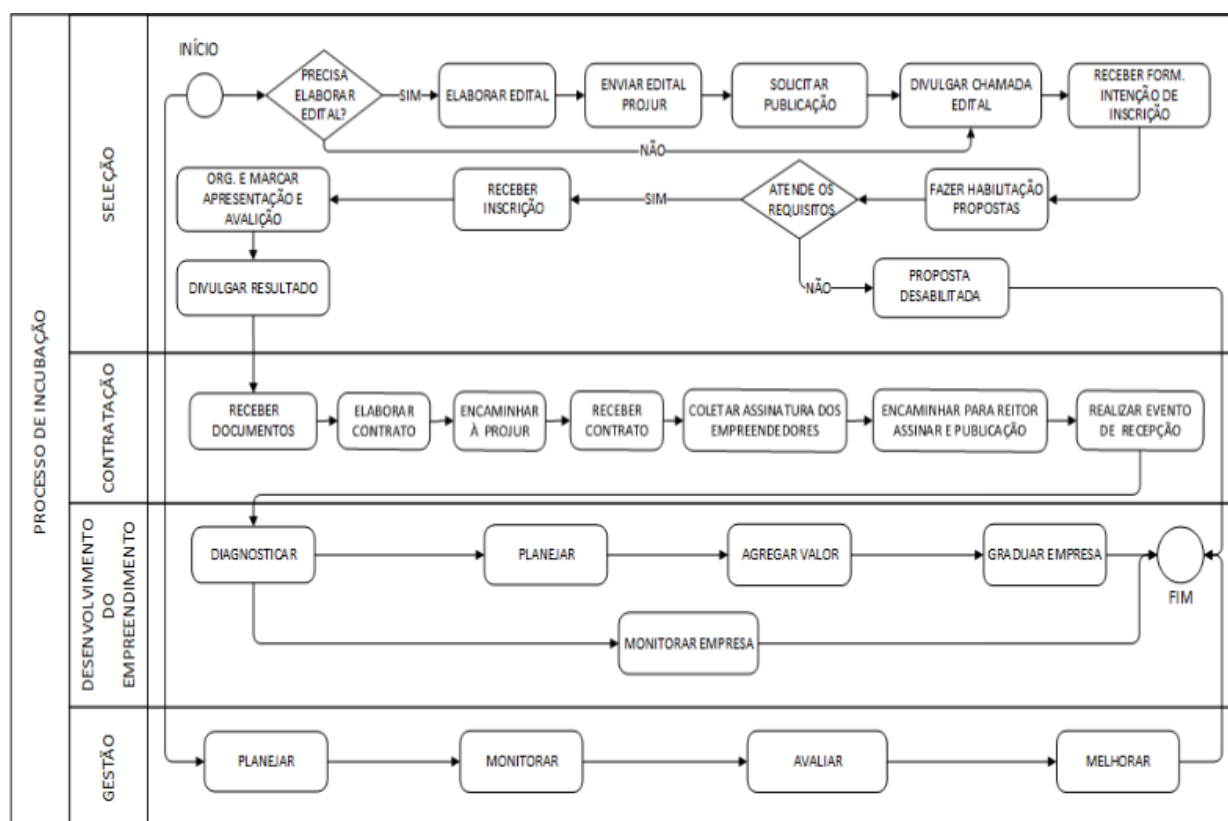 PROCESSO DE INCUBAÇÃO
SELEÇÃO
INÍCIO
PRECISA
ELABORAR
EDITAL?
SIM
ELABORAR EDITAL
ENVIAR EDITAL
PROJUR
SOLICITAR
PUBLICAÇÃO
DIVULGAR CHAMADA
EDITAL
RECEBER FORM.
INTENÇÃO DE
INSCRIÇÃO
NÃO
ORG. E MARCAR
APRESENTAÇÃO E
AVALIÇÃO
RECEBER
INSCRIÇÃO
SIM
ATENDE OS
REQUISITOS
FAZER HABILITAÇÃO
PROPOSTAS
DIVULGAR RESULTADO
NÃO
PROPOSTA
DESABILITADA
CONTRATAÇÃO
RECEBER
DOCUMENTOS
ELABORAR
CONTRATO
ENCAMINHAR
À PROJUR
RECEBER
CONTRATO
COLETAR ASSINATURA DOS
EMPREENDEDORES
ENCAMINHAR PARA REITOR
ASSINAR E PUBLICAÇÃO
REALIZAR EVENTO
DE RECEPÇÃO
DESENVOLVIMENTO
DO
EMPREENDIMENTO
DIAGNOSTICAR
PLANEJAR
AGREGAR VALOR
GRADUAR EMPRESA
FIM
MONITORAR EMPRESA
GESTÃO
PLANEJAR
MONITORAR
AVALIAR
MELHORAR